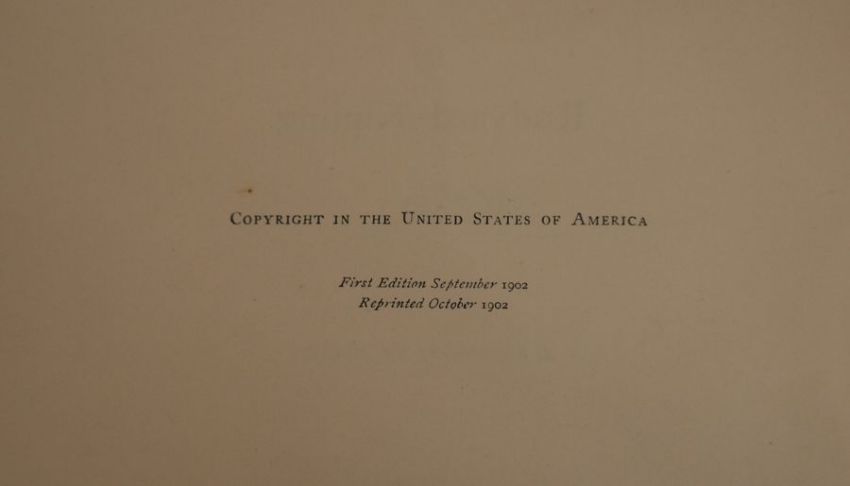 COPYRIGHT IN THE UNITED STATES OF AMERICA
First Edition September 1902
Reprinted October 1902